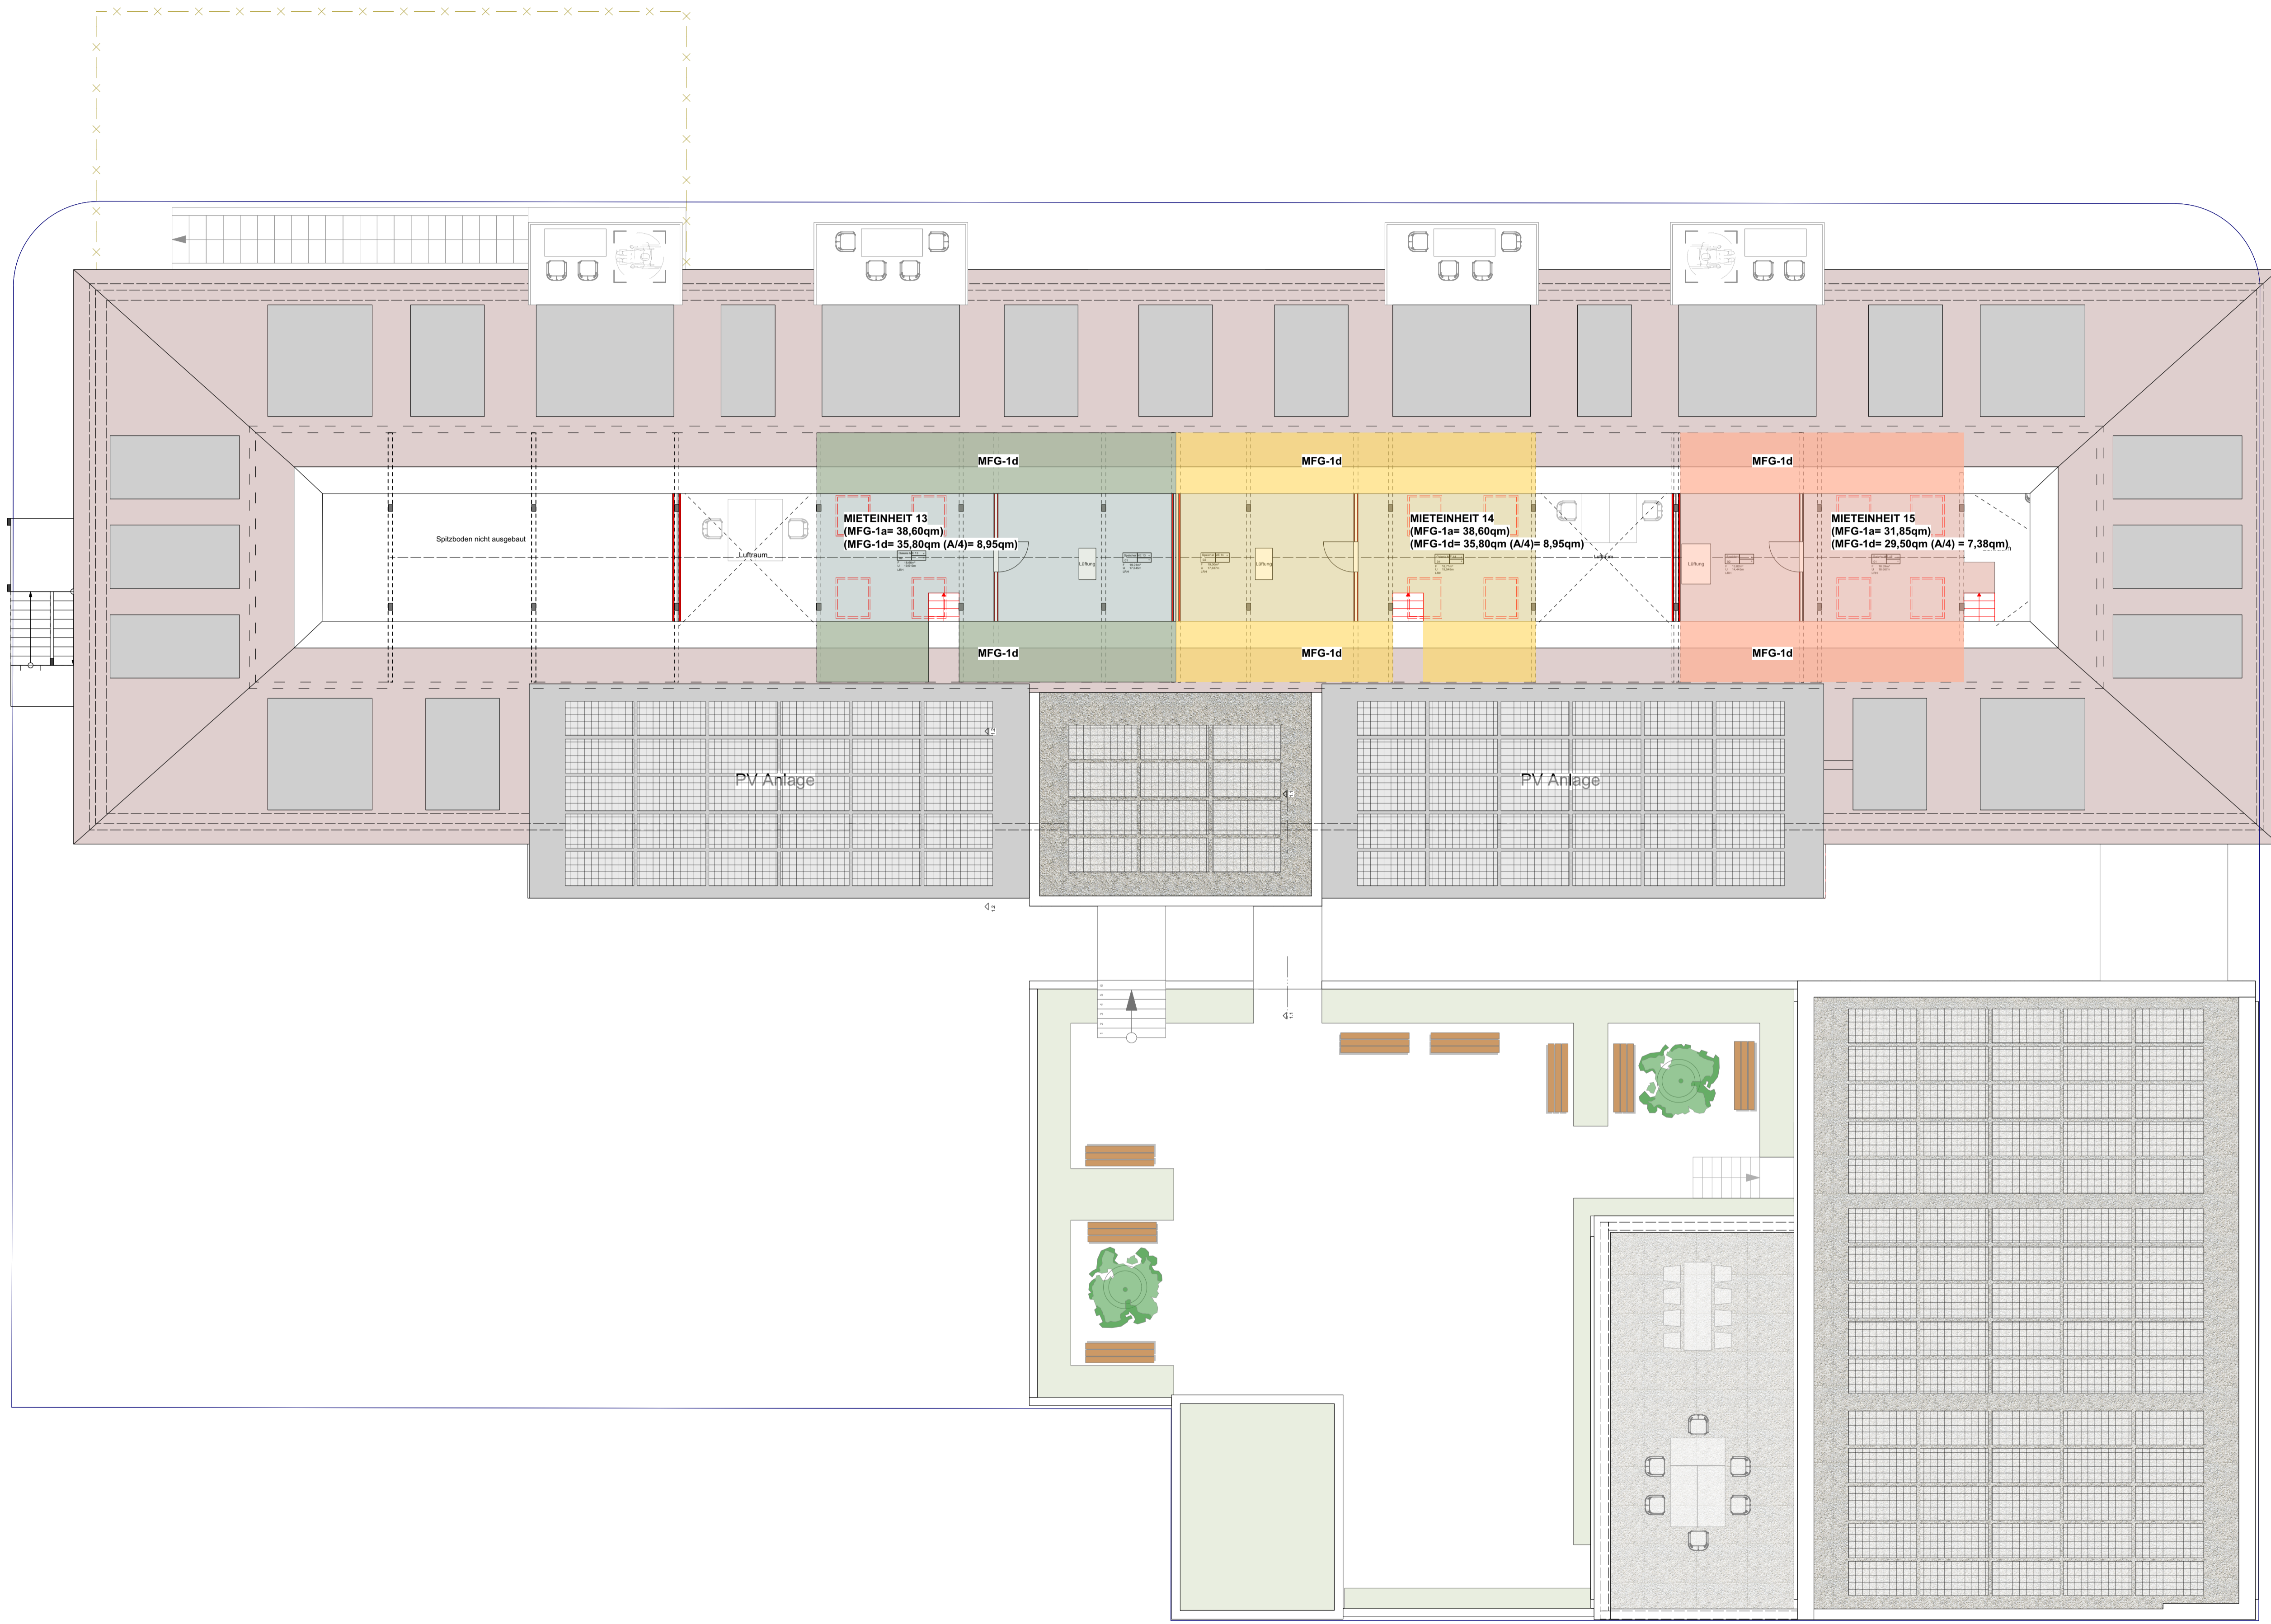 MFG-1d
MFG-1d
MFG-1d
MIETEINHEIT 13
(MFG-1a= 38,60qm)
(MFG-1d= 35,80qm (A/4)= 8,95qm)
MIETEINHEIT 14
(MFG-1a= 38,60qm)
(MFG-1d= 35,80qm (A/4)= 8,95qm)
MIETEINHEIT 15
(MFG-1a= 31,85qm)
(MFG-1d= 29,50qm (A/4) = 7,38qm)
Spitzboden nicht ausgebaut
Luftraum
Lüftung
Lüftung
Lüftung
MFG-1d
MFG-1d
MFG-1d
PV Anlage
PV Anlage